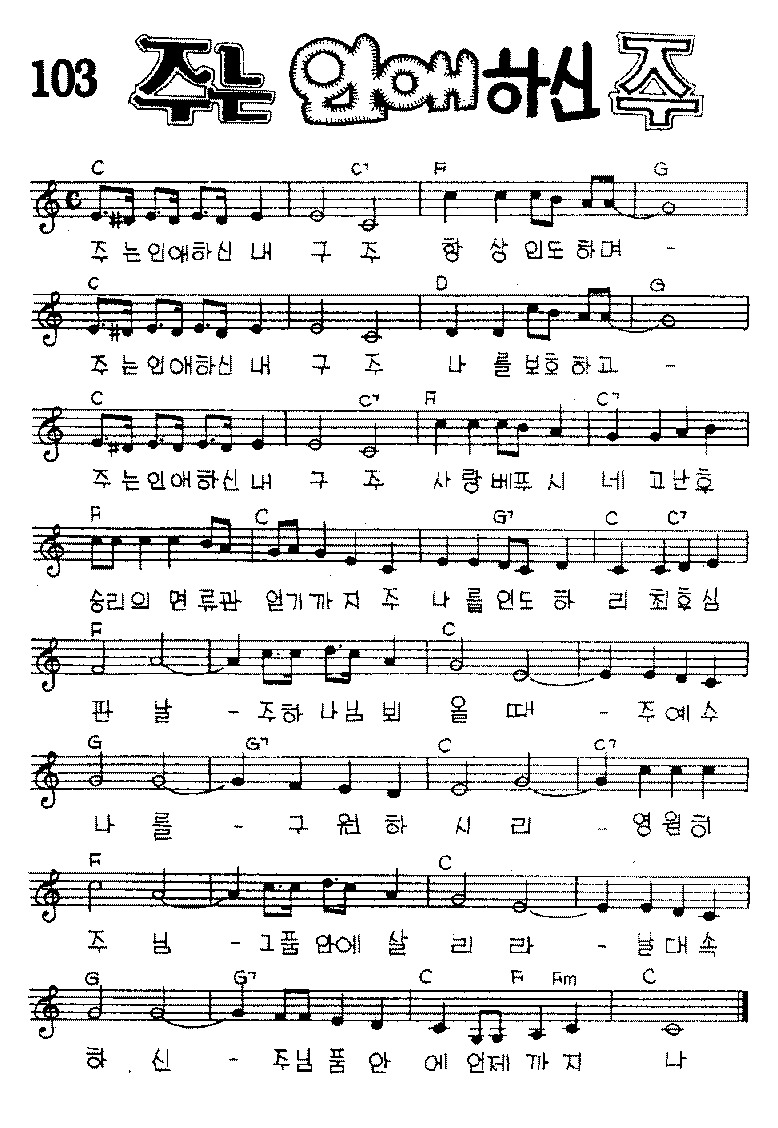 103 주는 인애하신 주
C C7 F G
주 는인애하신 내 구 주 항 상 인도하며 -
C D G
주 는인애하신 내 구 주 나 를 보호하고 -
C C7 F C7
주 는인애하신 내 구 주 사 랑베푸시 네 고난후
F C G7 C C7
승리의 면 류관 얻기까지 주 나 를인도 하 리 최후심
F C
판 날 - 주하나님 뵈 올 때 - 주예수
G G7 C C7
나 를 - 구 원 하 시 리 - 영원히
F C
주 님 - 그품안에 살 리 라 - 날대속
G G7 C F Fm C
하 신 - 주님품 안 에 언제 까 지 나